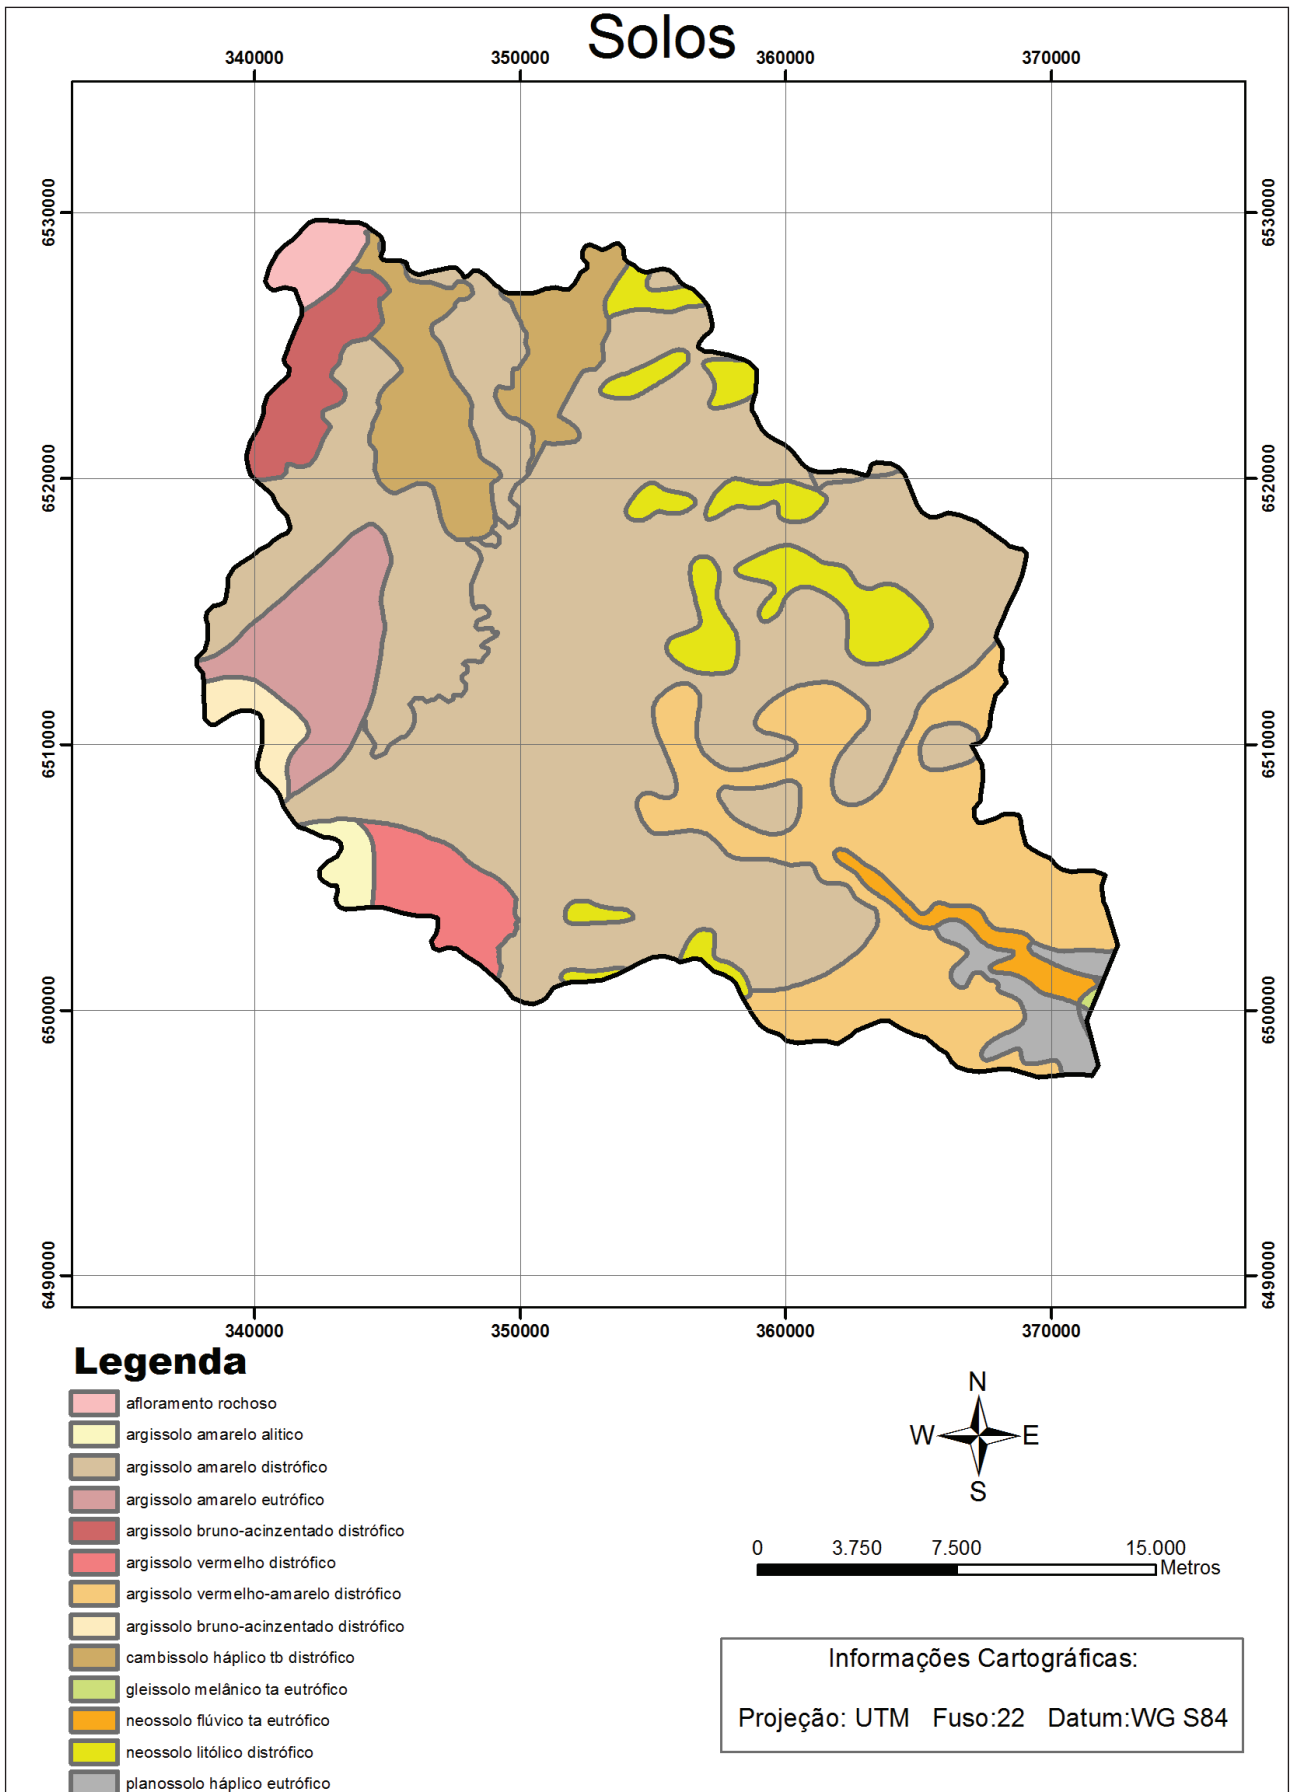 Solos
340000 350000 360000 370000
6530000 6530000
6520000 6520000
6510000 6510000
6500000 6500000
6490000 6490000
340000 350000 360000 370000
Legenda
afloramento rochoso
argissolo amarelo alitico
argissolo amarelo distrófico
argissolo amarelo eutrófico
argissolo bruno-acinzentado distrófico
argissolo vermelho distrófico
argissolo vermelho-amarelo distrófico
argissolo bruno-acinzentado distrófico
cambissolo háplico tb distrófico
gleissolo melânico ta eutrófico
neossolo flúvico ta eutrófico
neossolo litólico distrófico
planossolo háplico eutrófico
N
W E
S
0 3.750 7.500 15.000
Metros
Informações Cartográficas:
Projeção: UTM Fuso:22 Datum:WG S84